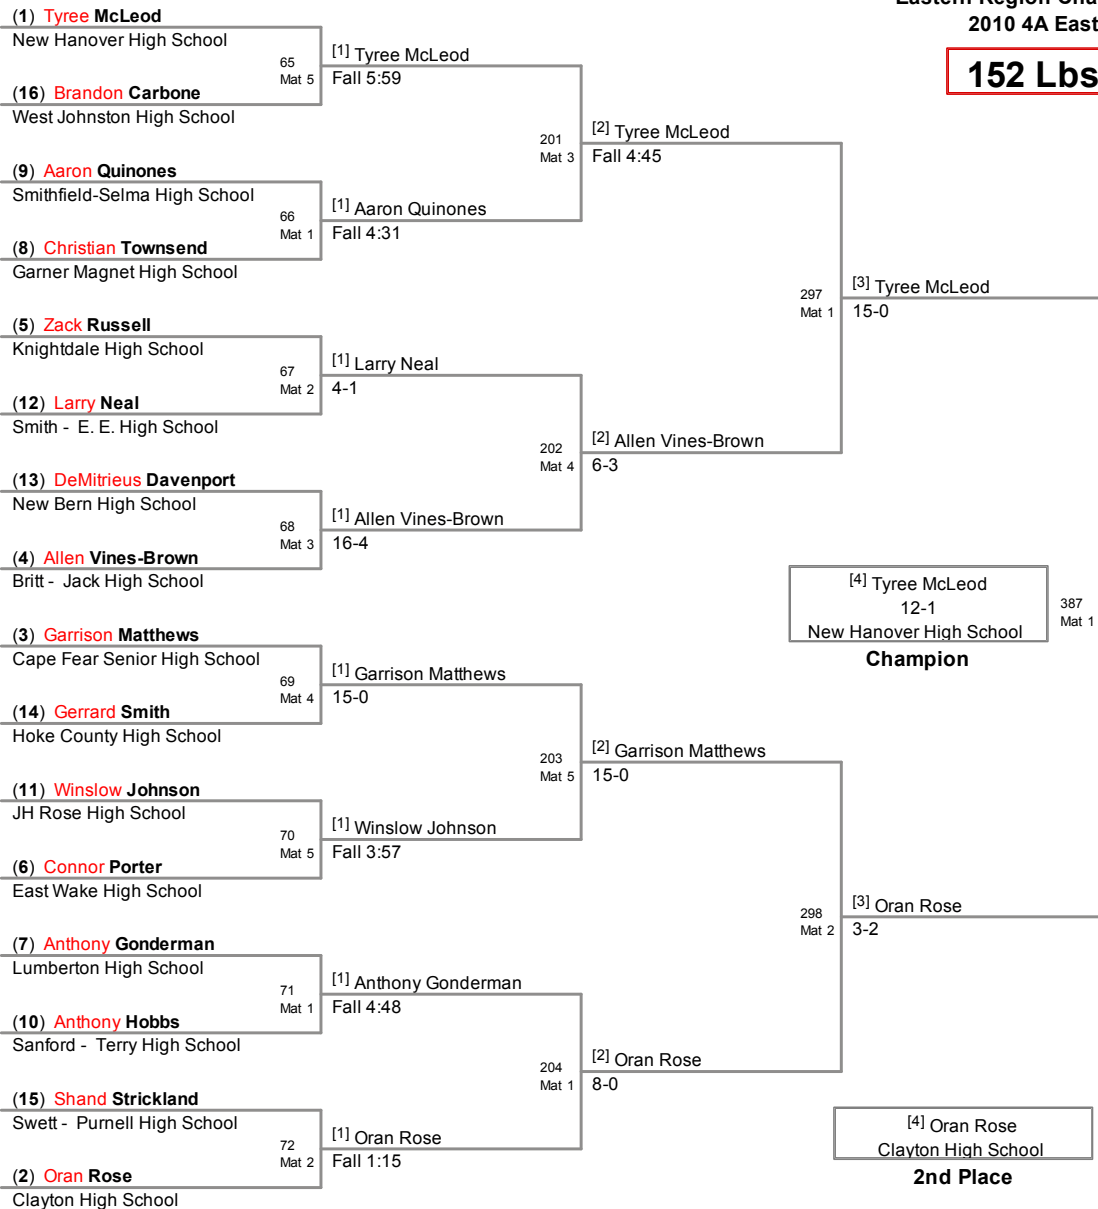 Eastern Region Cha
2010 4A East
152 Lbs
(1) Tyree McLeod
New Hanover High School
65
Mat 5
(16) Brandon Carbone
West Johnston High School
(9) Aaron Quinones
Smithfield-Selma High School
66
Mat 1
(8) Christian Townsend
Garner Magnet High School
(5) Zack Russell
Knightdale High School
67
Mat 2
(12) Larry Neal
Smith - E. E. High School
(13) DeMitrieus Davenport
New Bern High School
68
Mat 3
(4) Allen Vines-Brown
Britt - Jack High School
(3) Garrison Matthews
Cape Fear Senior High School
69
Mat 4
(14) Gerrard Smith
Hoke County High School
(11) Winslow Johnson
JH Rose High School
70
Mat 5
(6) Connor Porter
East Wake High School
(7) Anthony Gonderman
Lumberton High School
71
Mat 1
(10) Anthony Hobbs
Sanford - Terry High School
(15) Shand Strickland
Swett - Purnell High School
72
Mat 2
(2) Oran Rose
Clayton High School
[1] Tyree McLeod
Fall 5:59
201
Mat 3
[1] Aaron Quinones
Fall 4:31
[1] Larry Neal
4-1
202
Mat 4
[1] Allen Vines-Brown
16-4
[1] Garrison Matthews
15-0
203
Mat 5
[1] Winslow Johnson
Fall 3:57
[1] Anthony Gonderman
Fall 4:48
204
Mat 1
[1] Oran Rose
Fall 1:15
[2] Tyree McLeod
Fall 4:45
297
Mat 1
[2] Allen Vines-Brown
6-3
[2] Garrison Matthews
15-0
298
Mat 2
[2] Oran Rose
8-0
[3] Tyree McLeod
15-0
[4] Tyree McLeod
12-1
New Hanover High School
Champion
387
Mat 1
[3] Oran Rose
3-2
[4] Oran Rose
Clayton High School
2nd Place